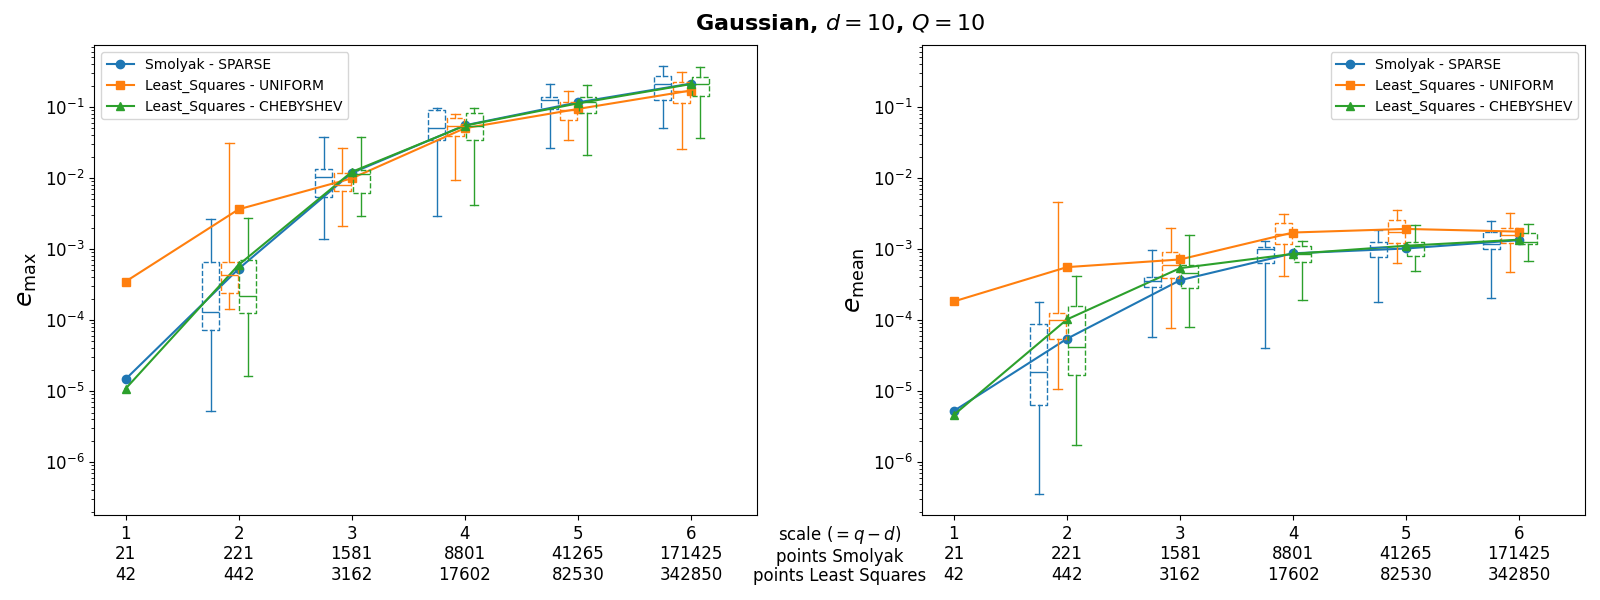 Gaussian, d = 10, Q = 10
Smolyak - SPARSE
Least_Squares - UNIFORM
Least_Squares - CHEBYSHEV
e_max
10^-1
10^-2
10^-3
10^-4
10^-5
10^-6
1 2 3 4 5 6
21 221 1581 8801 41265 171425
42 442 3162 17602 82530 342850
scale (= q − d)
points Smolyak
points Least Squares
Smolyak - SPARSE
Least_Squares - UNIFORM
Least_Squares - CHEBYSHEV
e_mean
10^-1
10^-2
10^-3
10^-4
10^-5
10^-6
1 2 3 4 5 6
21 221 1581 8801 41265 171425
42 442 3162 17602 82530 342850